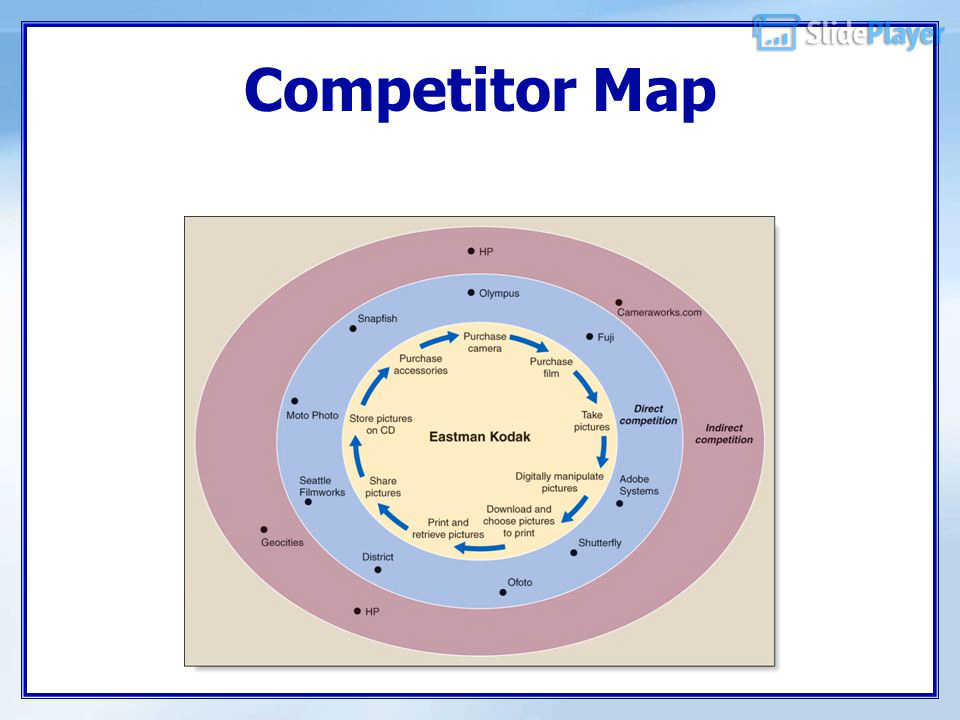 SlidePlayer
Competitor Map
HP
Olympus
Cameraworks.com
Snapfish
Fuji
Purchase
camera
Purchase
accessories
Purchase
film
Moto Photo
Store pictures
on CD
Take
pictures
Direct
competition
Indirect
competition
Eastman Kodak
Seattle
Filmworks
Share
pictures
Digitally manipulate
pictures
Adobe
Systems
Download and
choose pictures
to print
Print and
retrieve pictures
Geocities
District
Shutterfly
Ofoto
HP